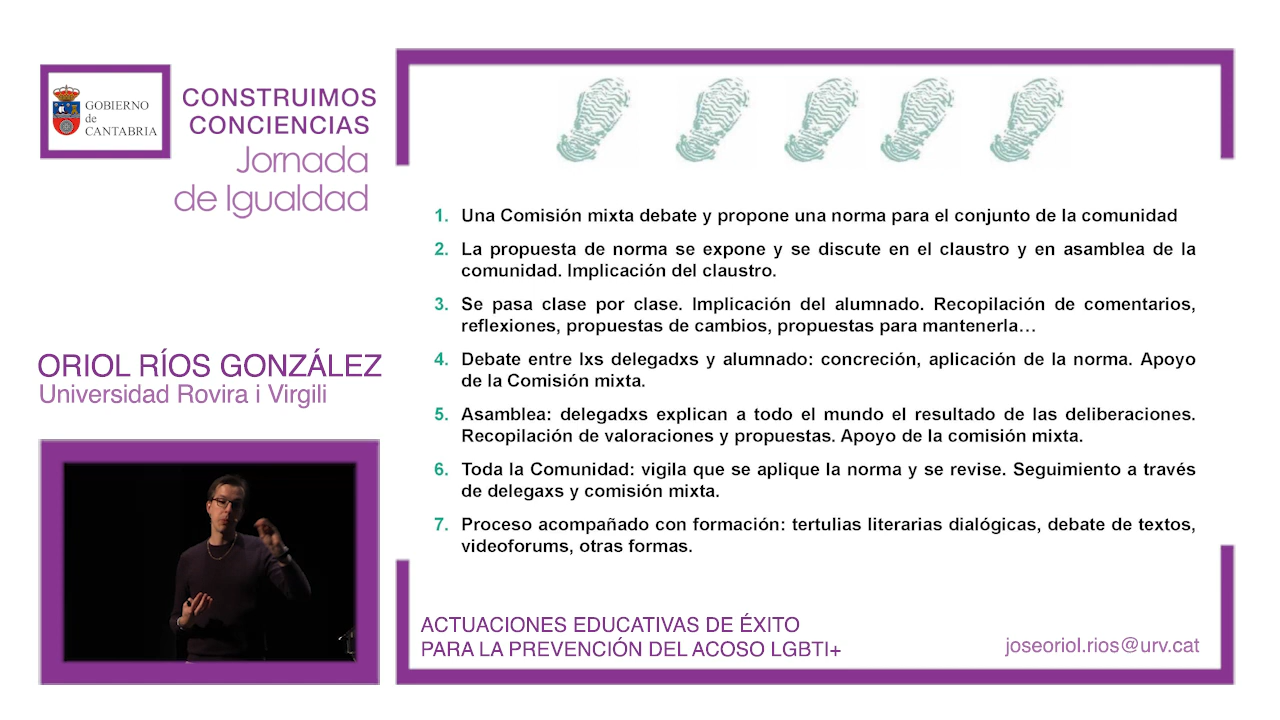 GOBIERNO
de
CANTABRIA
CONSTRUIMOS
CONCIENCIAS
Jornada
de Igualdad
ORIOL RÍOS GONZÁLEZ
Universidad Rovira i Virgili
1. Una Comisión mixta debate y propone una norma para el conjunto de la comunidad
2. La propuesta de norma se expone y se discute en el claustro y en asamblea de la
comunidad. Implicación del claustro.
3. Se pasa clase por clase. Implicación del alumnado. Recopilación de comentarios,
reflexiones, propuestas de cambios, propuestas para mantenerla…
4. Debate entre lxs delegadxs y alumnado: concreción, aplicación de la norma. Apoyo
de la Comisión mixta.
5. Asamblea: delegadxs explican a todo el mundo el resultado de las deliberaciones.
Recopilación de valoraciones y propuestas. Apoyo de la comisión mixta.
6. Toda la Comunidad: vigila que se aplique la norma y se revise. Seguimiento a través
de delegaxs y comisión mixta.
7. Proceso acompañado con formación: tertulias literarias dialógicas, debate de textos,
videoforums, otras formas.
ACTUACIONES EDUCATIVAS DE ÉXITO
PARA LA PREVENCIÓN DEL ACOSO LGBTI+
joseoriol.rios@urv.cat